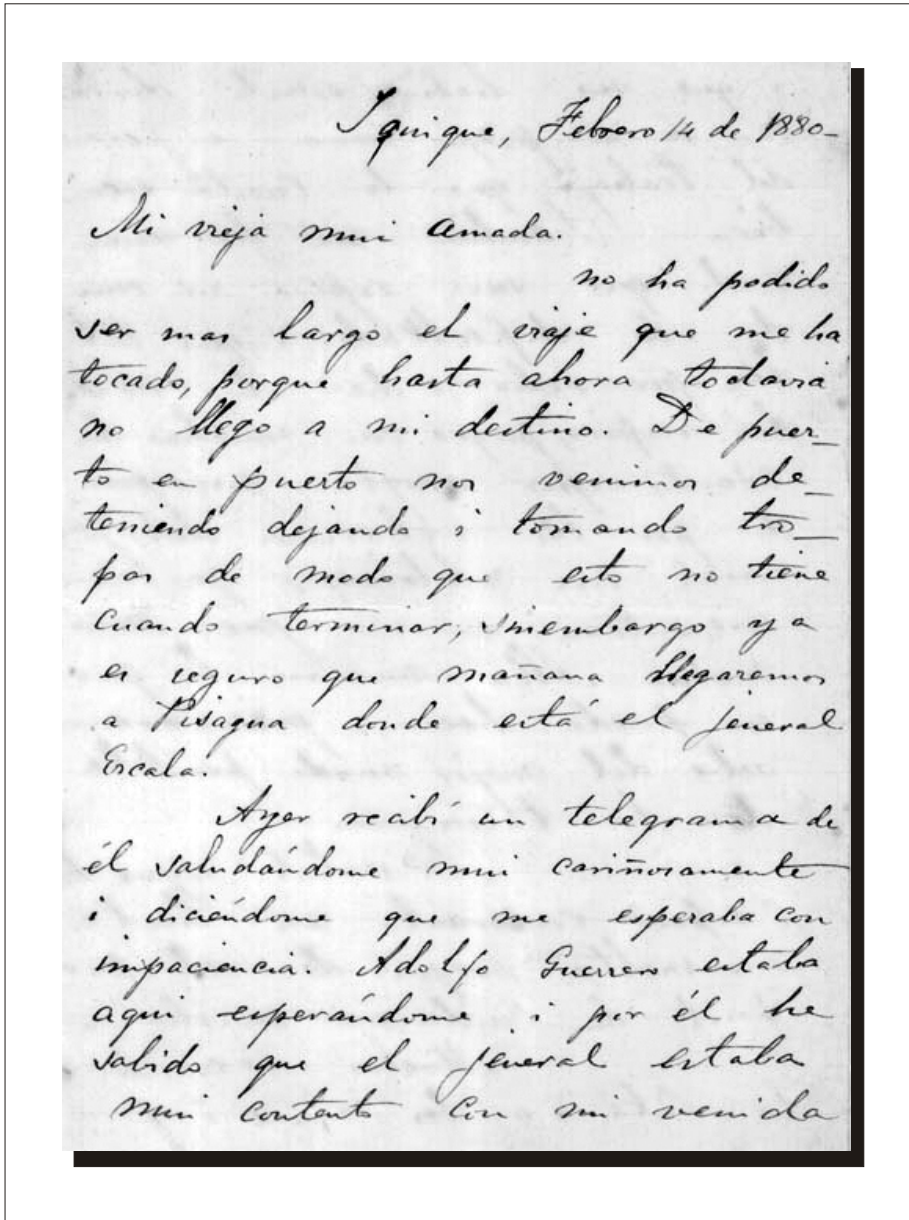 Iquique, Febrero 14 de 1880-
Mi vieja mui amada.
no ha podido
ser mas largo el viaje que me ha
tocado, porque hasta ahora todavia
no llego a mi destino. De puer_
to en puerto nos venimos de_
teniendo dejando i tomando tro_
pas de modo que esto no tiene
cuando terminar; sinembargo ya
es seguro que mañana llegaremos
a Pisagua donde está el jeneral
Escala.
Ayer recibí un telegrama de
él saludándome mui cariñosamente
i diciéndome que me esperaba con
impaciencia. Adolfo Guerrero estaba
aqui esperándome i por él he
sabido que el jeneral estaba
mui contento con mi venida